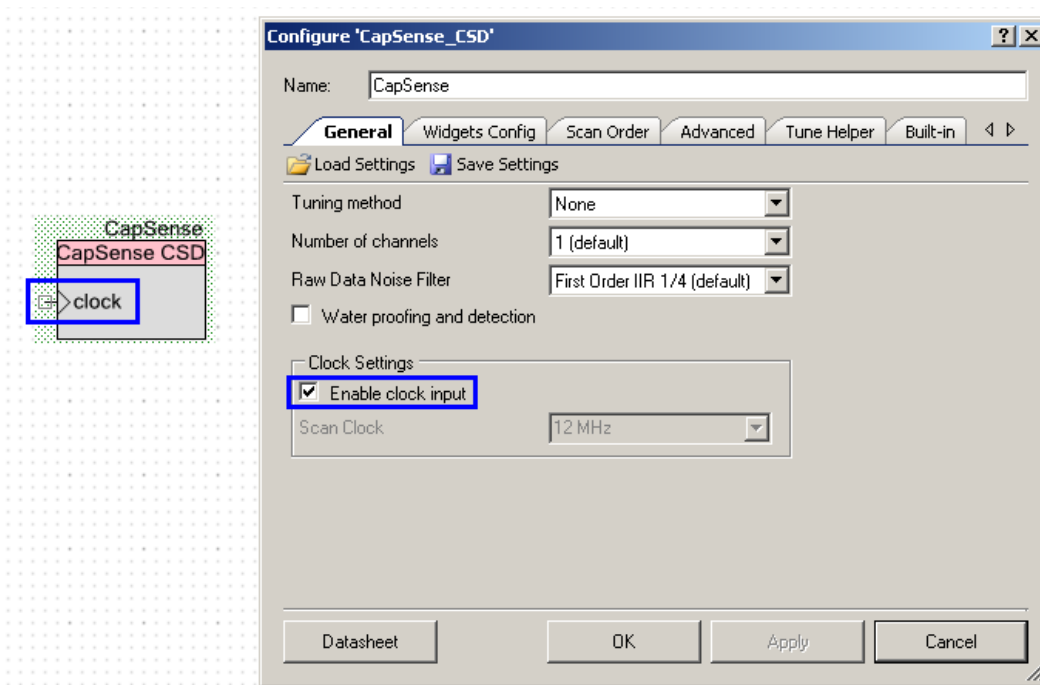 Configure 'CapSense_CSD'
Name: CapSense
General Widgets Config Scan Order Advanced Tune Helper Built-in
Load Settings Save Settings
Tuning method None
Number of channels 1 (default)
Raw Data Noise Filter First Order IIR 1/4 (default)
Water proofing and detection
Clock Settings
Enable clock input
Scan Clock 12 MHz
Datasheet OK Apply Cancel
CapSense
CapSense CSD
clock